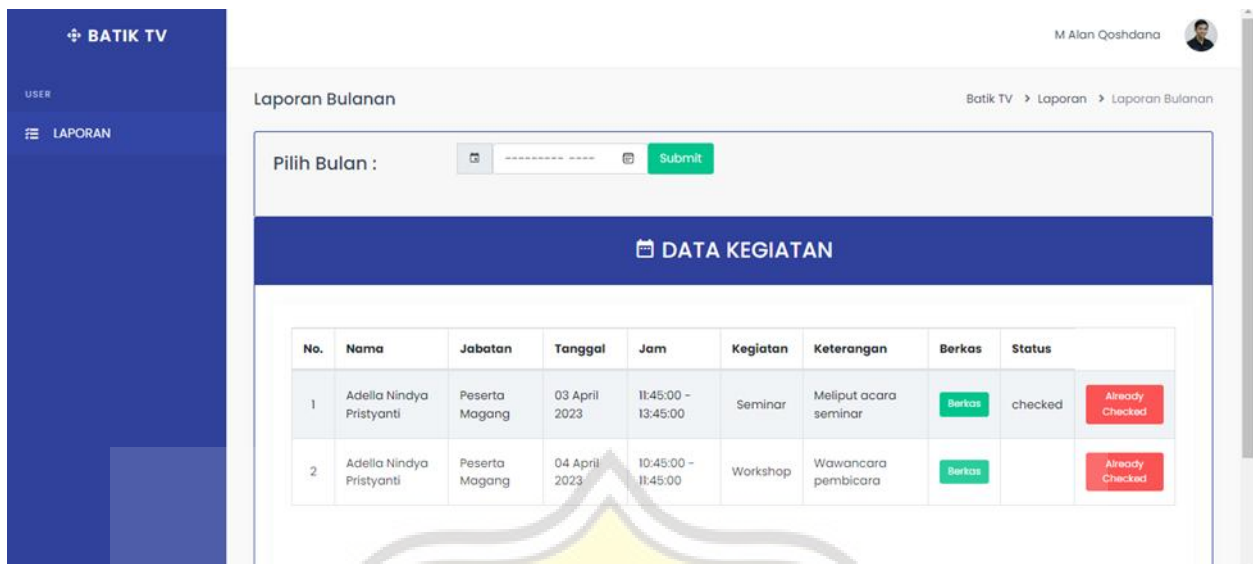 BATIK TV
M Alan Qoshdana
USER
LAPORAN
Laporan Bulanan
Batik TV > Laporan > Laporan Bulanan
Pilih Bulan :
--------- ----
Submit
DATA KEGIATAN
No. Nama Jabatan Tanggal Jam Kegiatan Keterangan Berkas Status
1 Adella Nindya Pristyanti Peserta Magang 03 April 2023 11:45:00 - 13:45:00 Seminar Meliput acara seminar Berkas checked Already Checked
2 Adella Nindya Pristyanti Peserta Magang 04 April 2023 10:45:00 - 11:45:00 Workshop Wawancara pembicara Berkas Already Checked